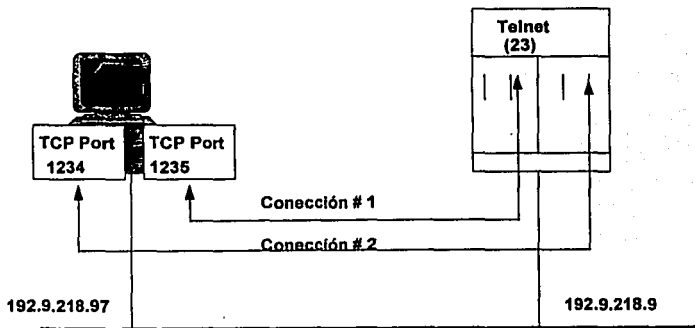 Telnet
(23)
TCP Port
1234
TCP Port
1235
Conección # 1
Conección # 2
192.9.218.97
192.9.218.9